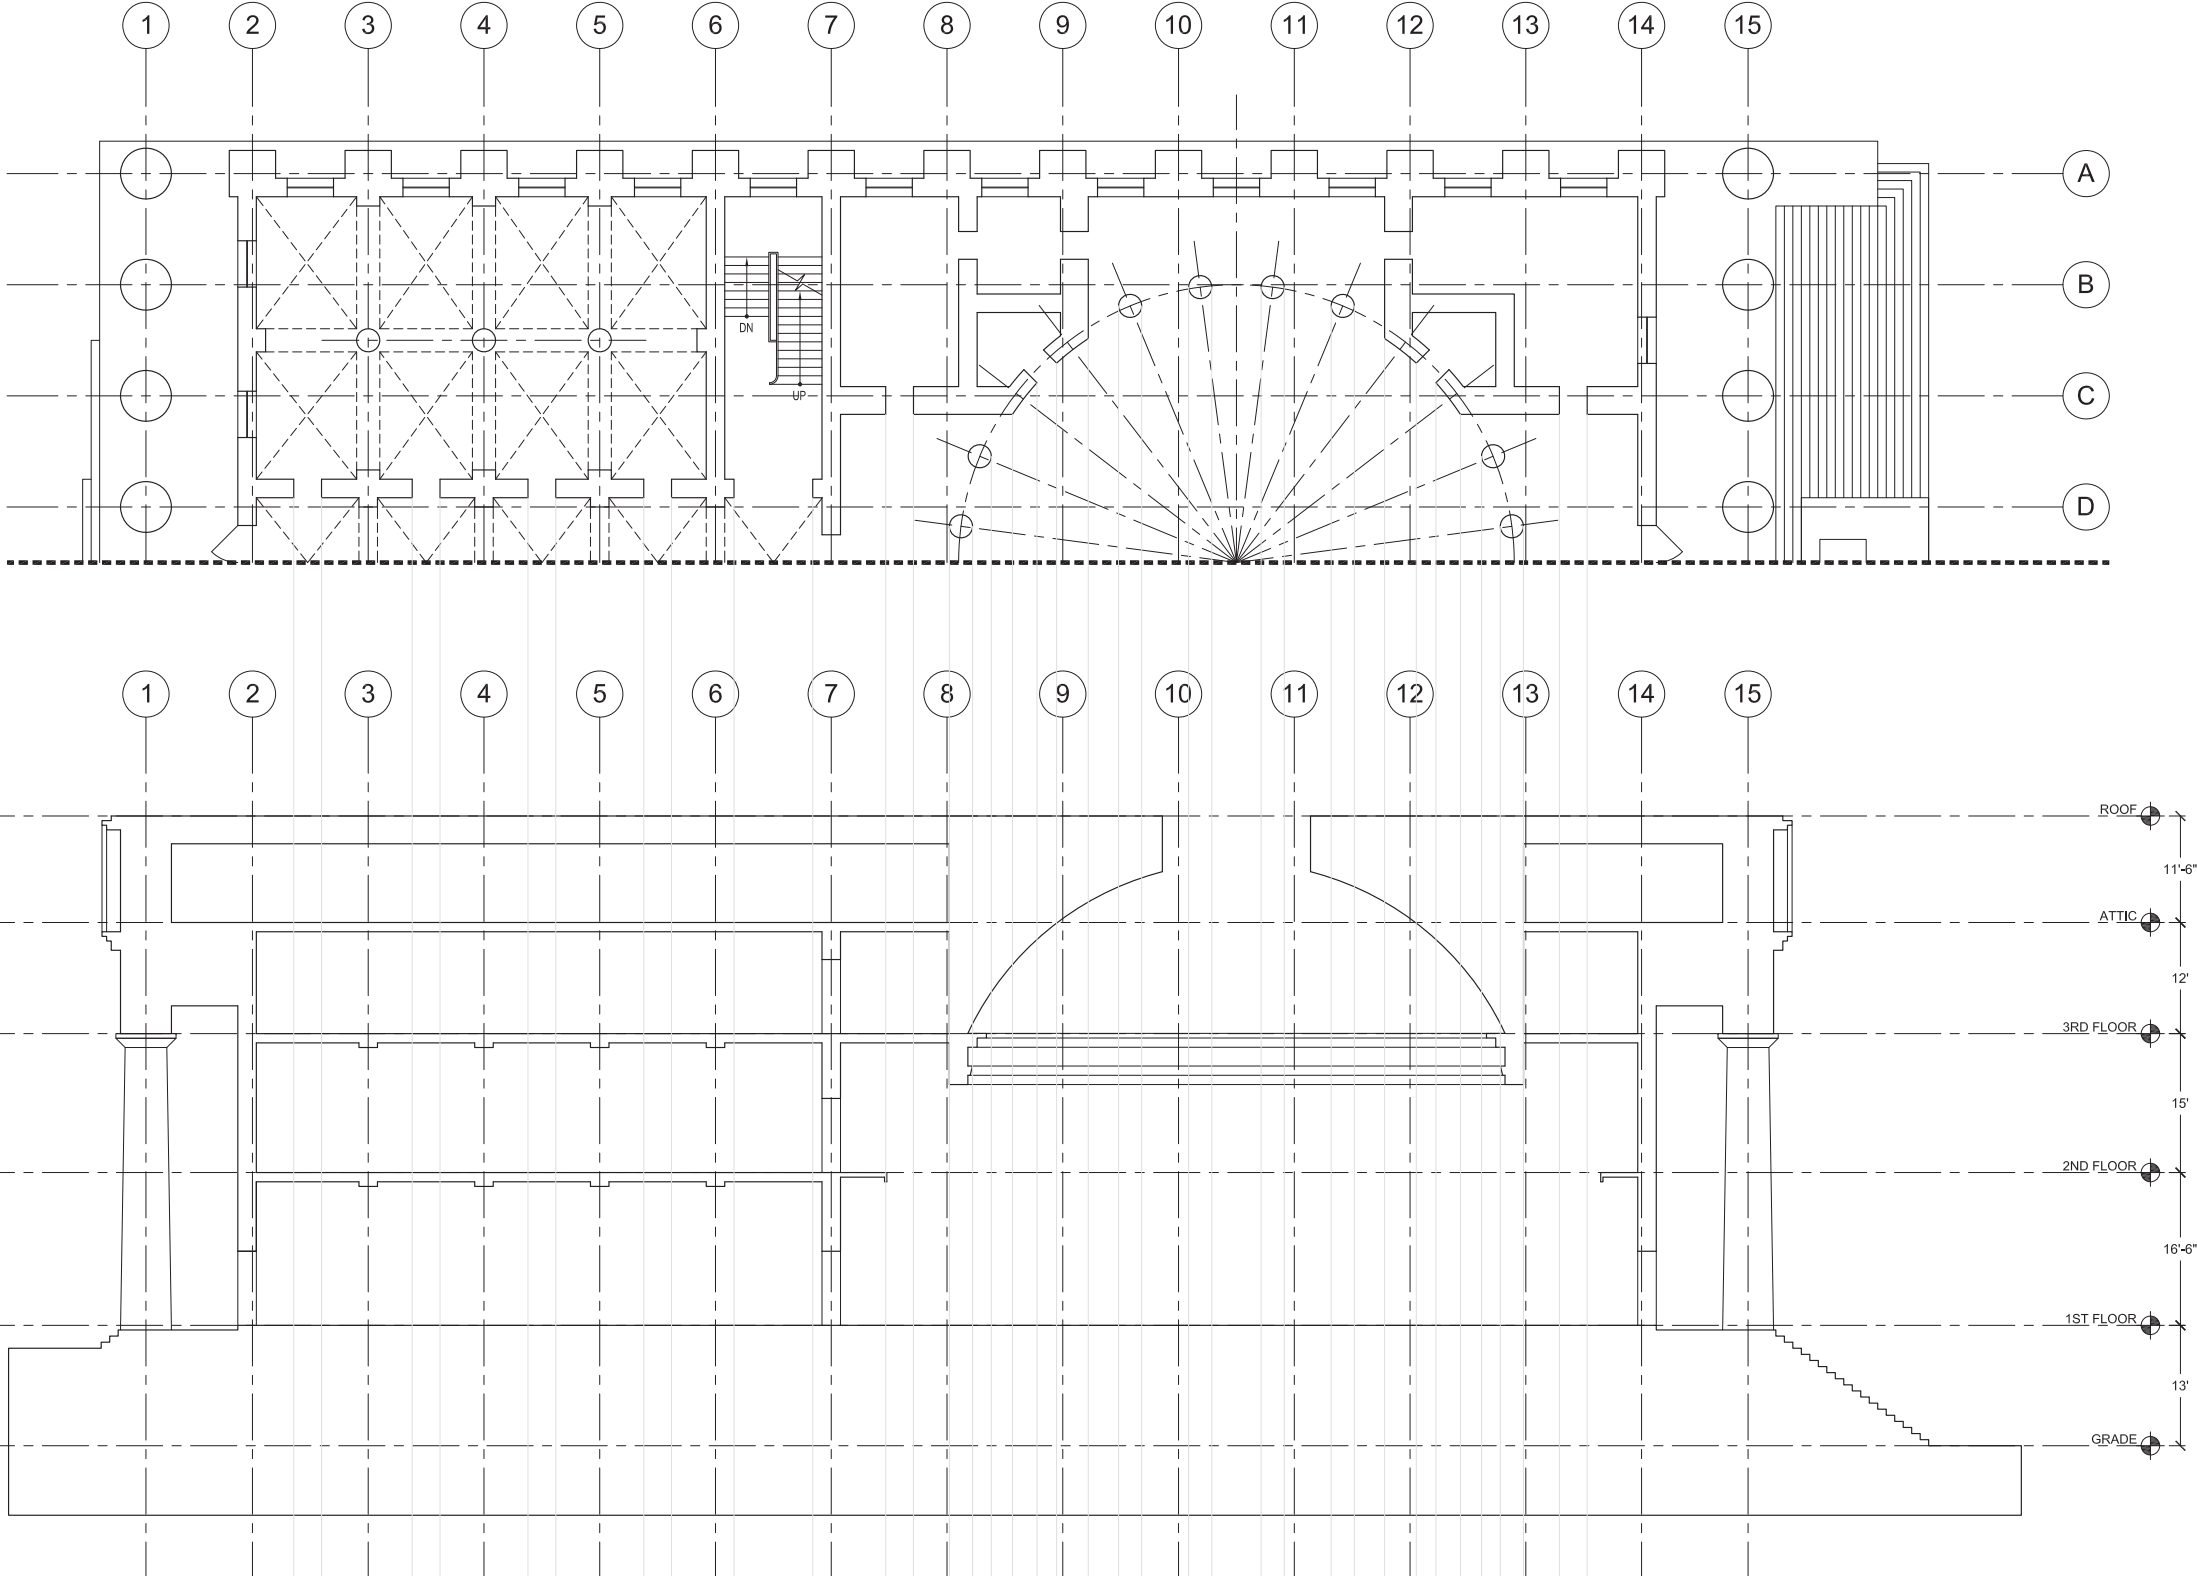 1 2 3 4 5 6 7 8 9 10 11 12 13 14 15
A
B
DN
UP
C
D
1 2 3 4 5 6 7 8 9 10 11 12 13 14 15
ROOF
11'-6"
ATTIC
12'
3RD FLOOR
15'
2ND FLOOR
16'-6"
1ST FLOOR
13'
GRADE